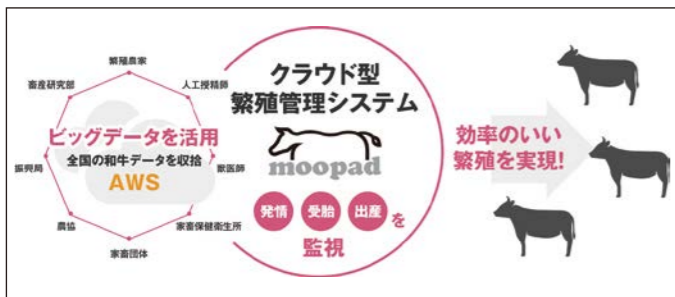 繁殖農家
畜産研究部
人工授精師
ビッグデータを活用
全国の和牛データを収捨
AWS
振興局
獣医師
農協
家畜保健衛生所
家畜団体
クラウド型
繁殖管理システム
moopad
発情 受胎 出産 を
監視
効率のいい
繁殖を実現!